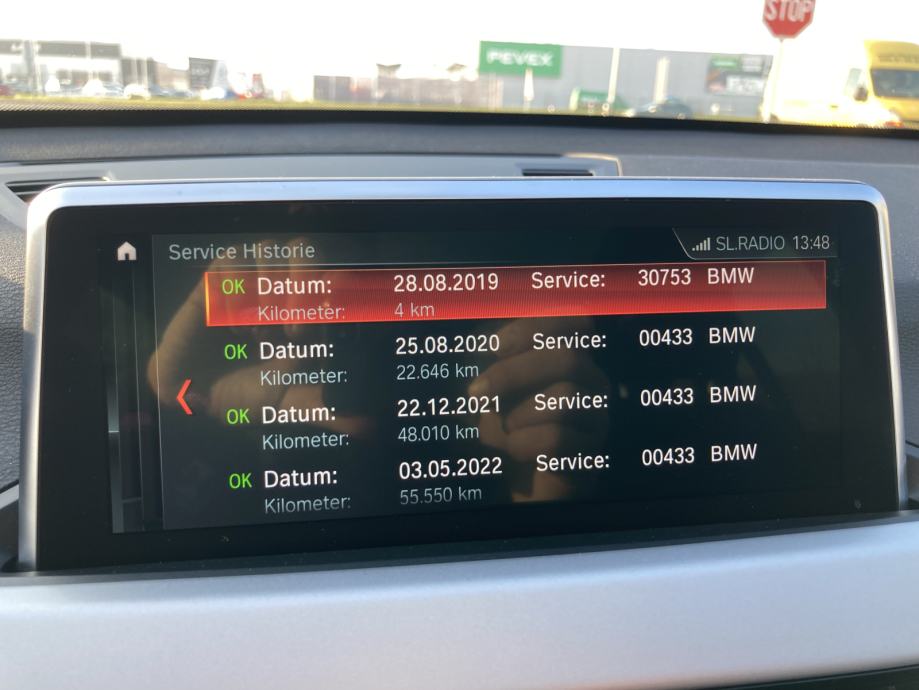 STOP
PEVEX
Service Historie
SL.RADIO 13:48
OK Datum: 28.08.2019 Service: 30753 BMW
Kilometer: 4 km
OK Datum: 25.08.2020 Service: 00433 BMW
Kilometer: 22.646 km
OK Datum: 22.12.2021 Service: 00433 BMW
Kilometer: 48.010 km
OK Datum: 03.05.2022 Service: 00433 BMW
Kilometer: 55.550 km